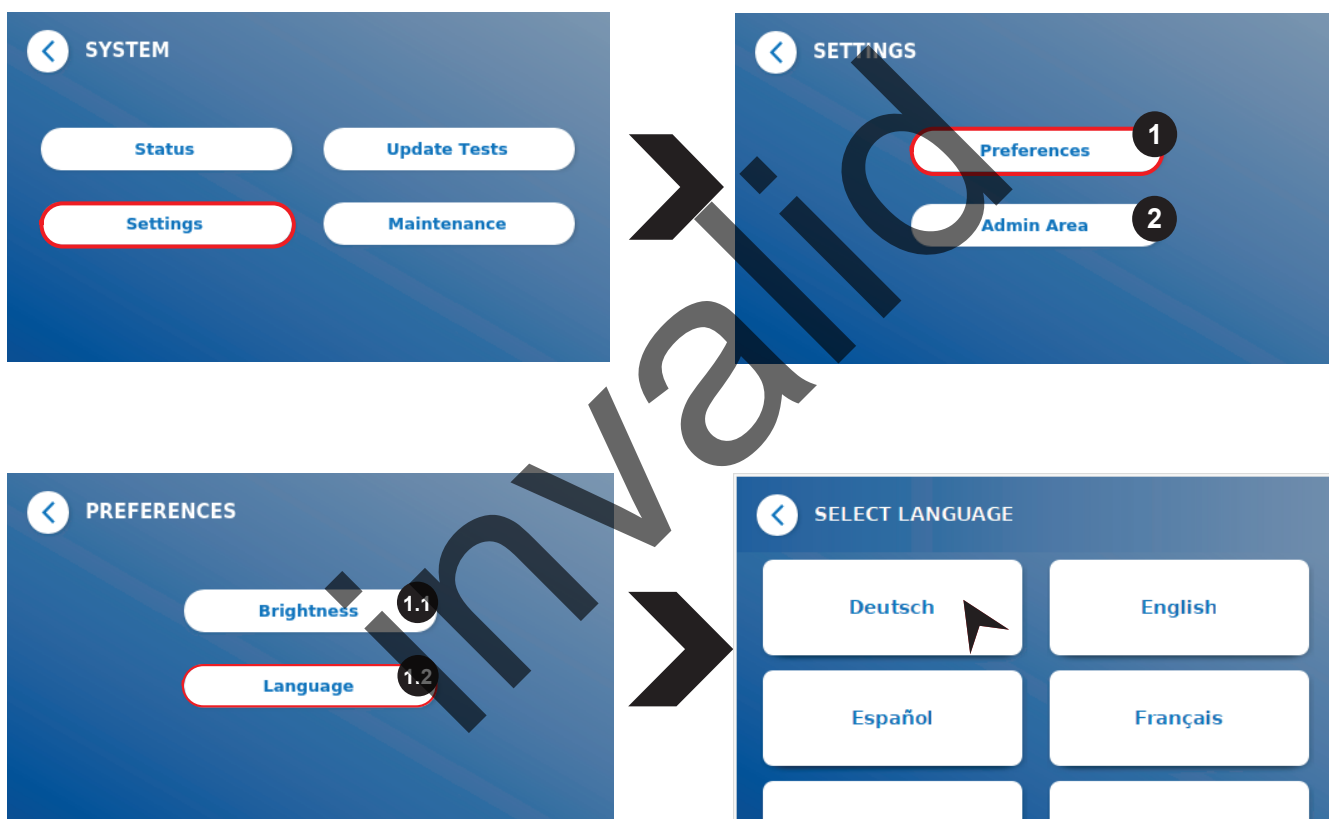 SYSTEM
Status
Update Tests
Settings
Maintenance
SETTINGS
Preferences
1
Admin Area
2
PREFERENCES
Brightness
1.1
Language
1.2
SELECT LANGUAGE
Deutsch
English
Español
Français
invalid